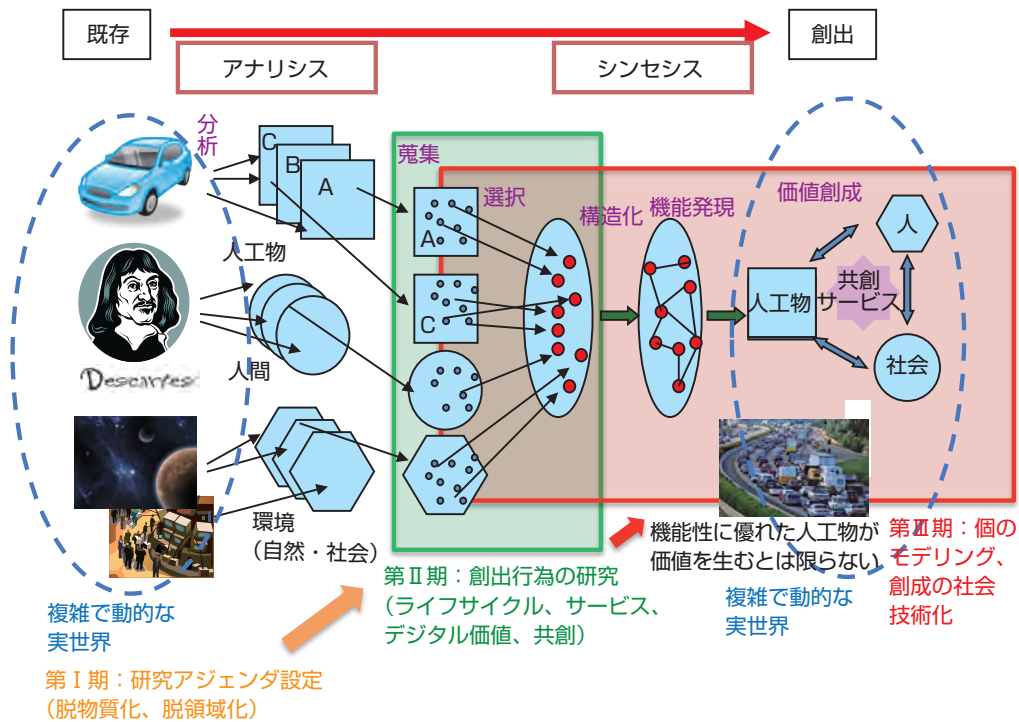 既存
創出
アナリシス
シンセシス
分析
C
B
A
蒐集
選択
構造化
機能発現
価値創成
A
人
人工物
共創
サービス
人工物
C
Descartes
人間
社会
環境
(自然・社会)
機能性に優れた人工物が
価値を生むとは限らない
第Ⅱ期:個の
モデリング、
創成の社会
技術化
第Ⅱ期:創出行為の研究
(ライフサイクル、サービス、
デジタル価値、共創)
複雑で動的な
実世界
複雑で動的な
実世界
第Ⅰ期:研究アジェンダ設定
(脱物質化、脱領域化)